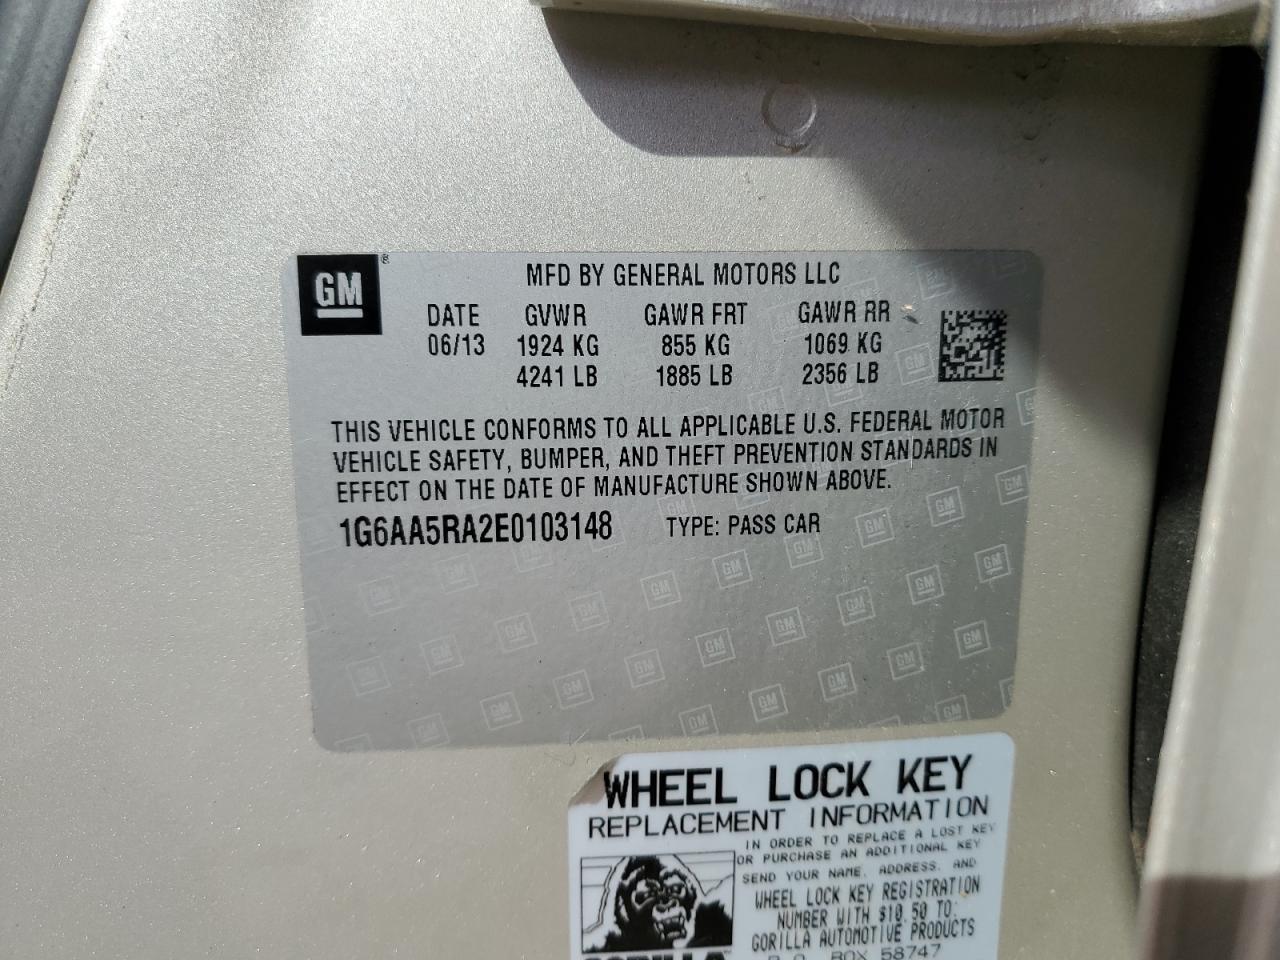 GM ®
MFD BY GENERAL MOTORS LLC
DATE GVWR GAWR FRT GAWR RR
06/13 1924 KG 855 KG 1069 KG
4241 LB 1885 LB 2356 LB
THIS VEHICLE CONFORMS TO ALL APPLICABLE U.S. FEDERAL MOTOR
VEHICLE SAFETY, BUMPER, AND THEFT PREVENTION STANDARDS IN
EFFECT ON THE DATE OF MANUFACTURE SHOWN ABOVE.
1G6AA5RA2E0103148 TYPE: PASS CAR
WHEEL LOCK KEY
REPLACEMENT INFORMATION
IN ORDER TO REPLACE A LOST KEY
OR PURCHASE AN ADDITIONAL KEY
SEND YOUR NAME, ADDRESS, AND
WHEEL LOCK KEY REGISTRATION
NUMBER WITH $10.50 TO:
GORILLA AUTOMOTIVE PRODUCTS
P.O. BOX 58747
GORILLA